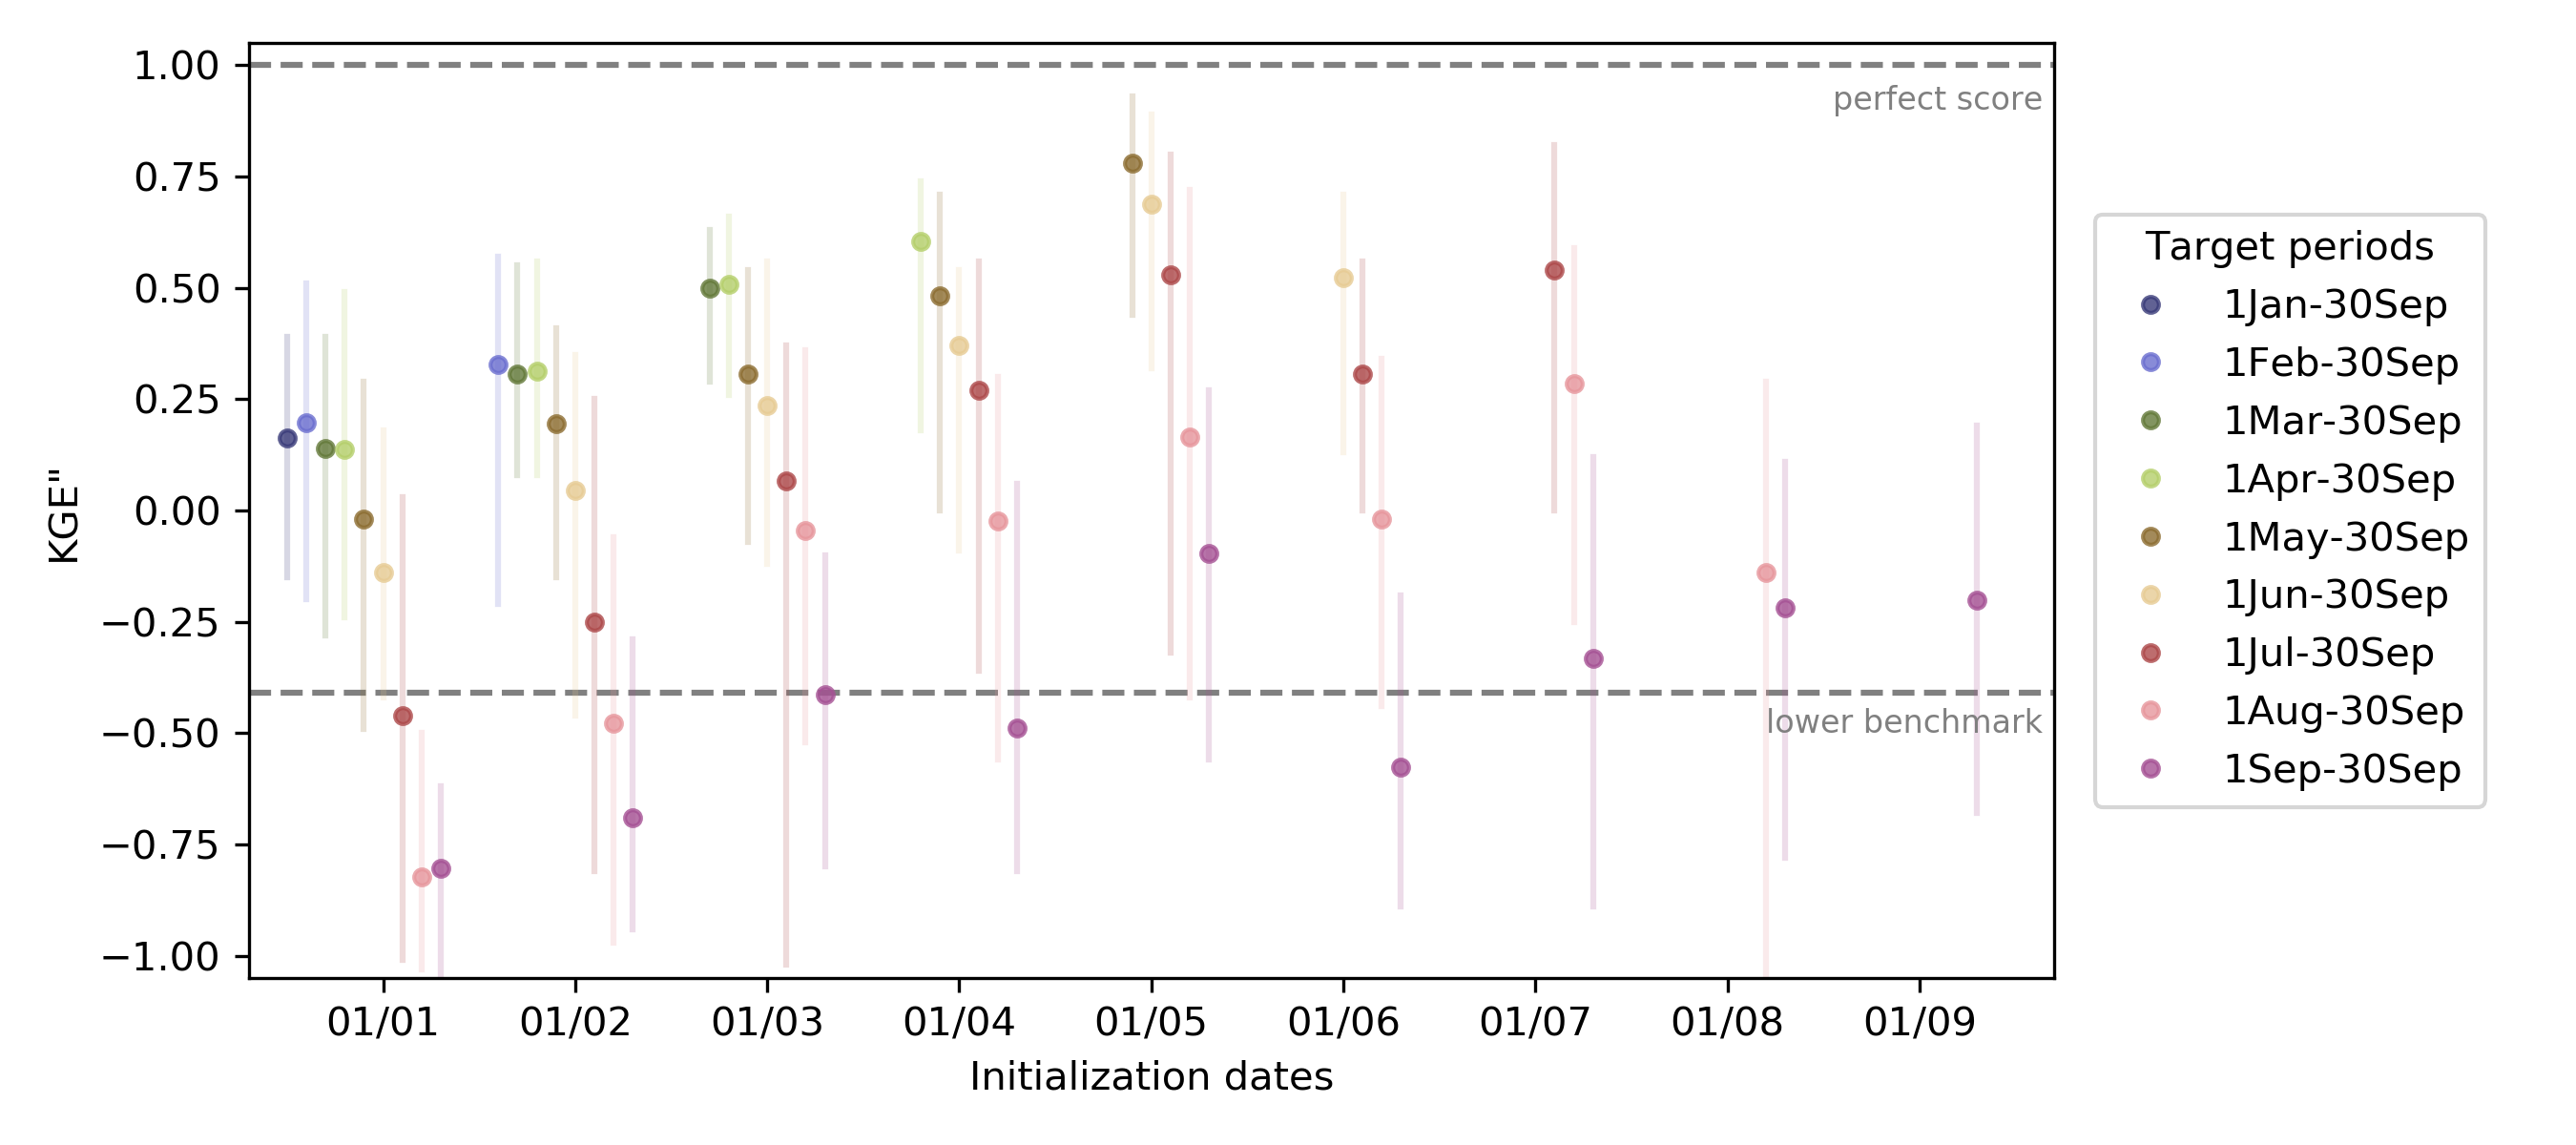 1.00
0.75
0.50
0.25
0.00
−0.25
−0.50
−0.75
−1.00
KGE"
perfect score
lower benchmark
01/01 01/02 01/03 01/04 01/05 01/06 01/07 01/08 01/09
Initialization dates
Target periods
1Jan-30Sep
1Feb-30Sep
1Mar-30Sep
1Apr-30Sep
1May-30Sep
1Jun-30Sep
1Jul-30Sep
1Aug-30Sep
1Sep-30Sep